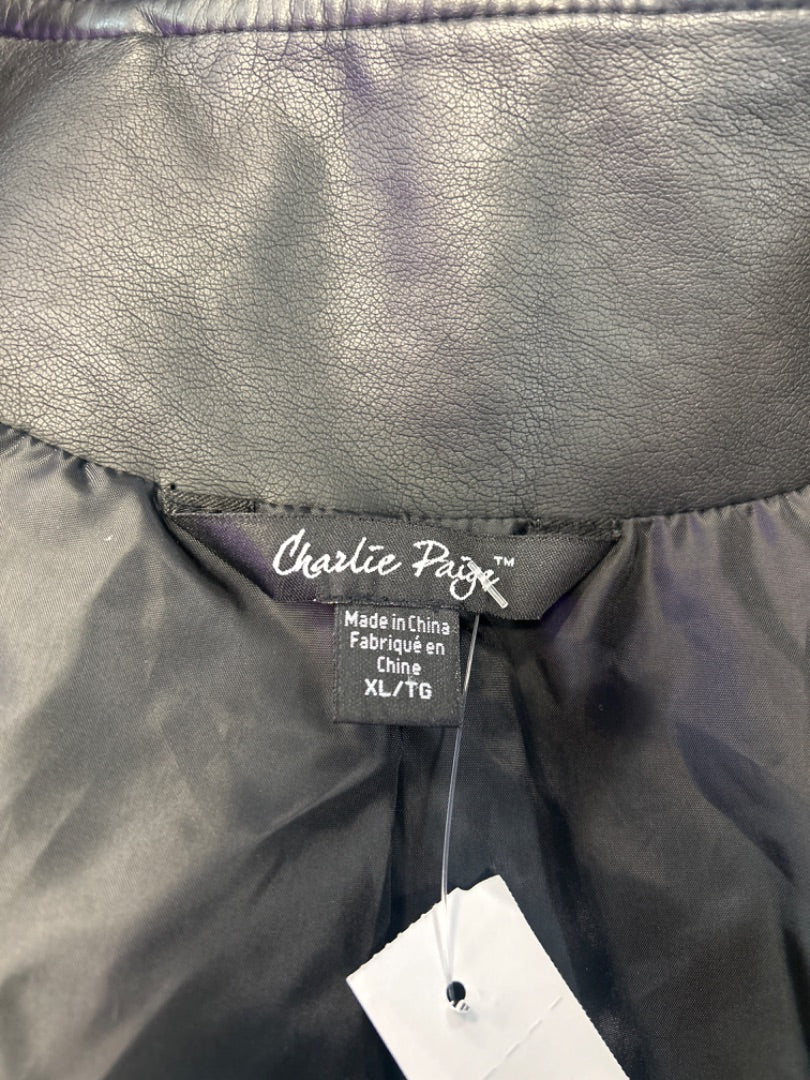 Charlie Paige™
Made in China
Fabriqué en
Chine
XL/TG